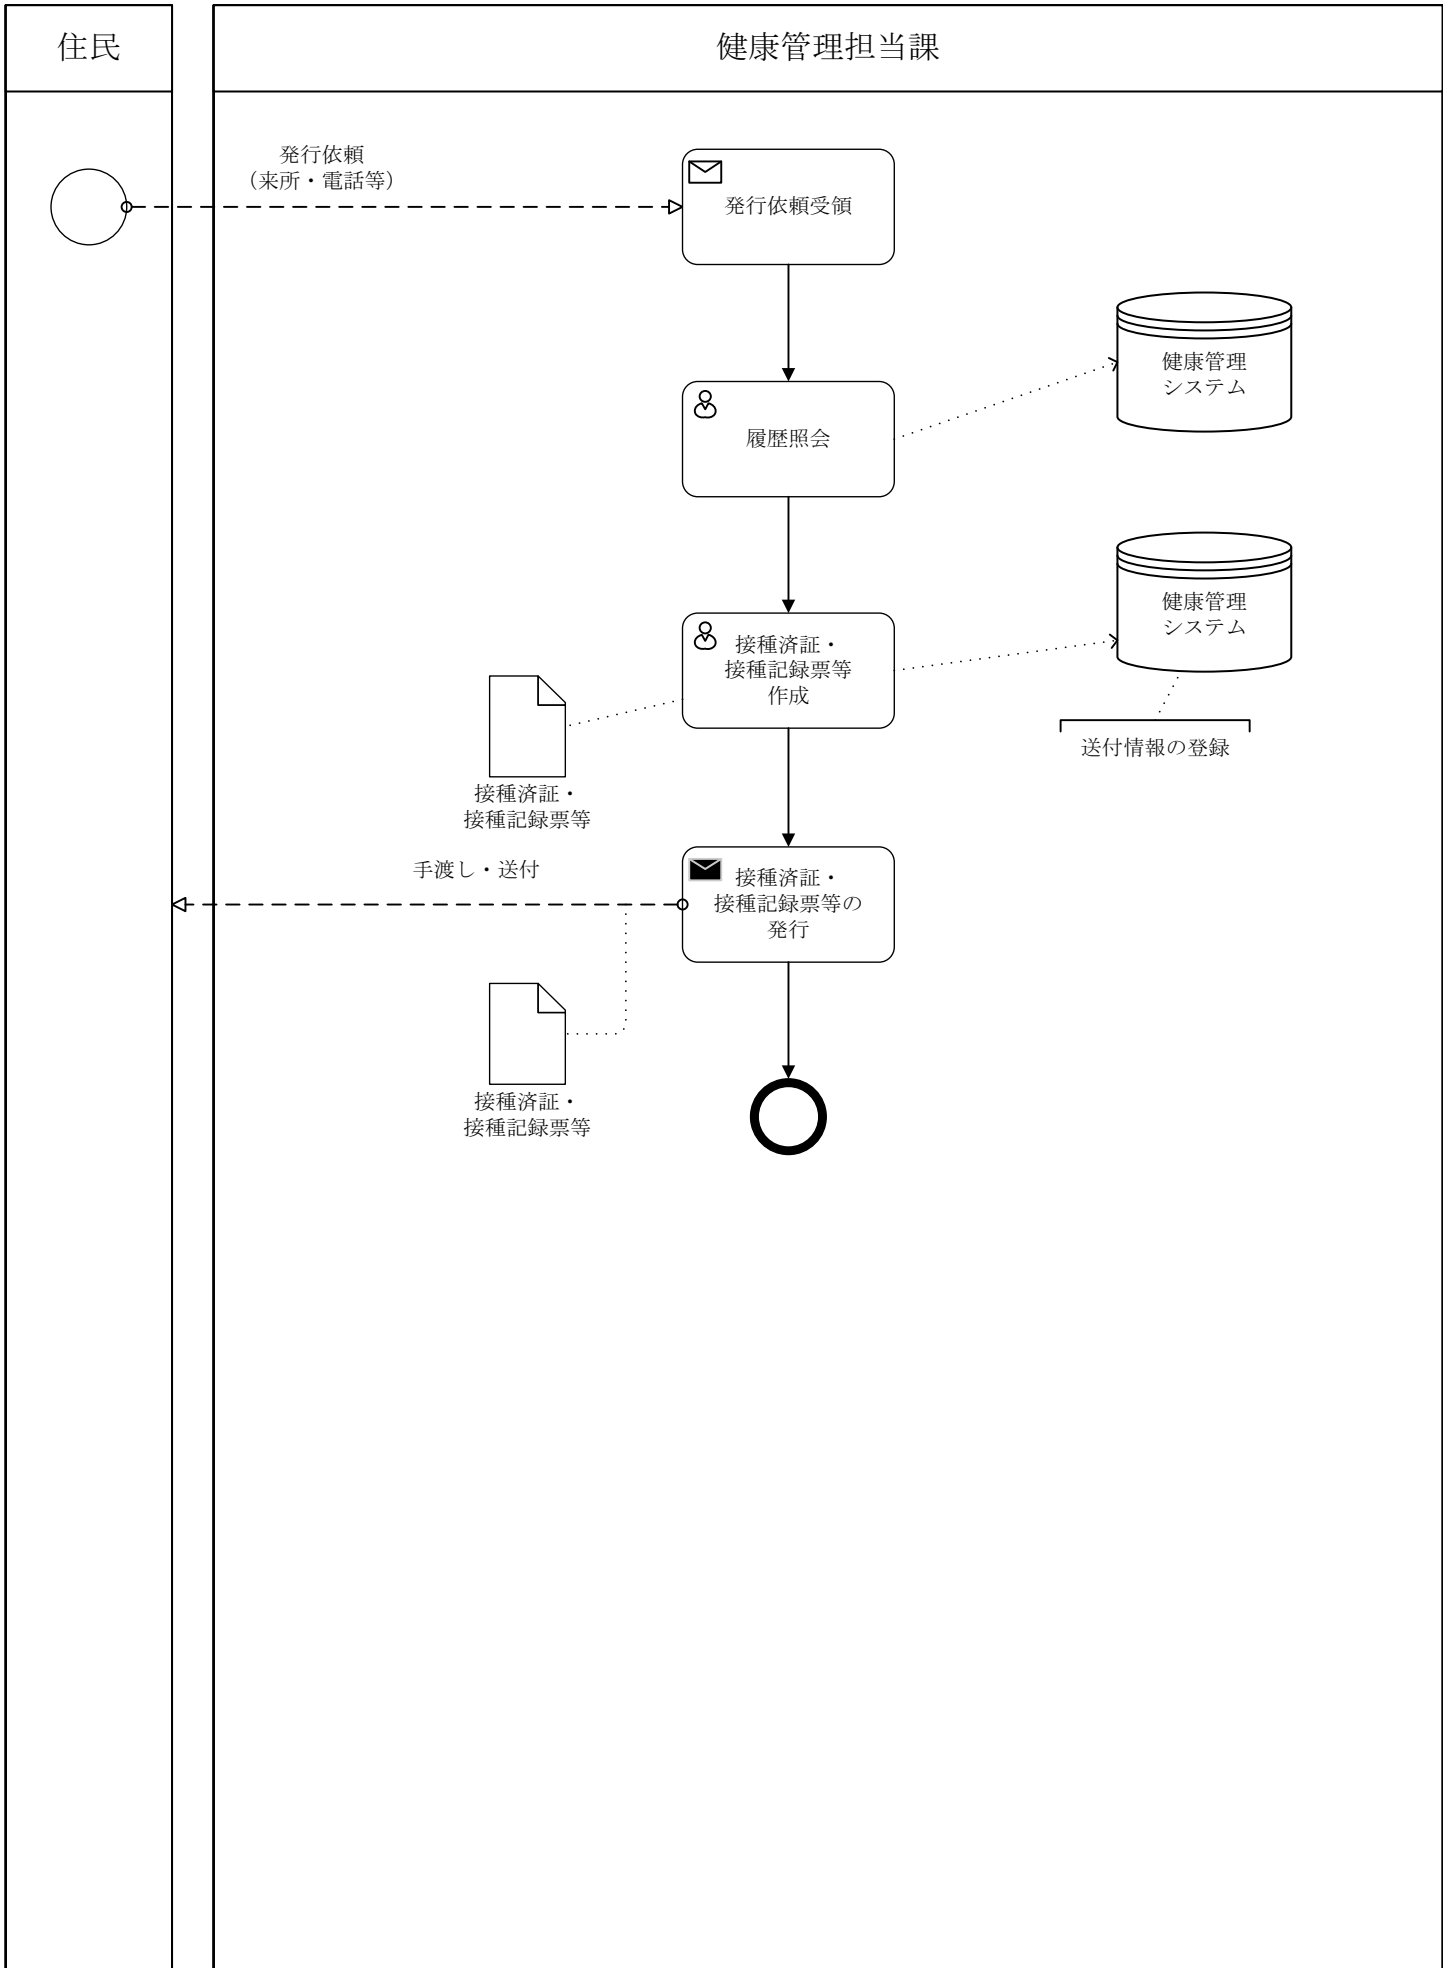 住民
健康管理担当課
発行依頼
（来所・電話等）
発行依頼受領
健康管理
システム
履歴照会
健康管理
システム
接種済証・
接種記録票等
作成
送付情報の登録
接種済証・
接種記録票等
手渡し・送付
接種済証・
接種記録票等の
発行
接種済証・
接種記録票等